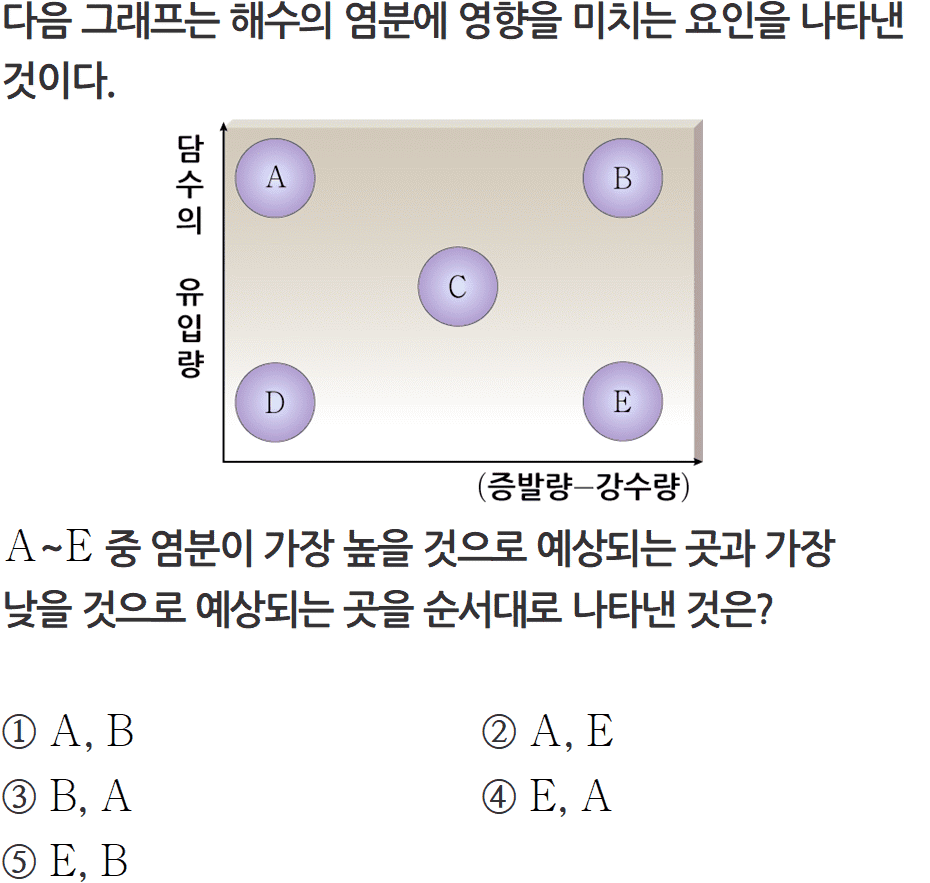 다음 그래프는 해수의 염분에 영향을 미치는 요인을 나타낸
것이다.
담수의 유입량
A
B
C
D
E
(증발량-강수량)
A~E 중 염분이 가장 높을 것으로 예상되는 곳과 가장
낮을 것으로 예상되는 곳을 순서대로 나타낸 것은?
① A, B
② A, E
③ B, A
④ E, A
⑤ E, B